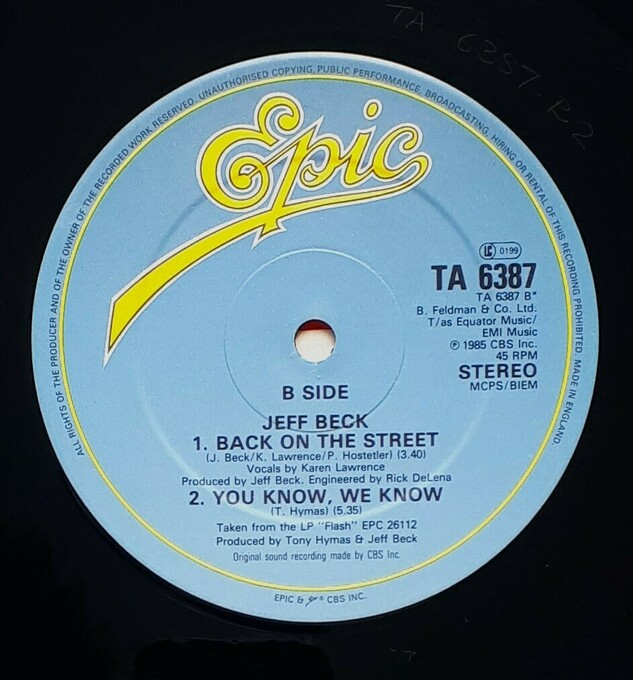 TA 6387.R2
ALL RIGHTS OF THE PRODUCER AND OF THE OWNER OF THE RECORDED WORK RESERVED. UNAUTHORISED COPYING, PUBLIC PERFORMANCE, BROADCASTING, HIRING OR RENTAL OF THIS RECORDING PROHIBITED. MADE IN ENGLAND.
Epic
LC 0199
TA 6387
TA 6387 B*
B. Feldman & Co. Ltd:
T/as Equator Music/
EMI Music
℗ 1985 CBS Inc.
45 RPM
STEREO
MCPS/BIEM
B SIDE
JEFF BECK
1. BACK ON THE STREET
(J. Beck/K. Lawrence/P. Hostetler) (3.40)
Vocals by Karen Lawrence
Produced by Jeff Beck. Engineered by Rick DeLena
2. YOU KNOW, WE KNOW
(T. Hymas) (5.35)
Taken from the LP "Flash" EPC 26112
Produced by Tony Hymas & Jeff Beck
Original sound recording made by CBS Inc.
EPIC & ® CBS INC.